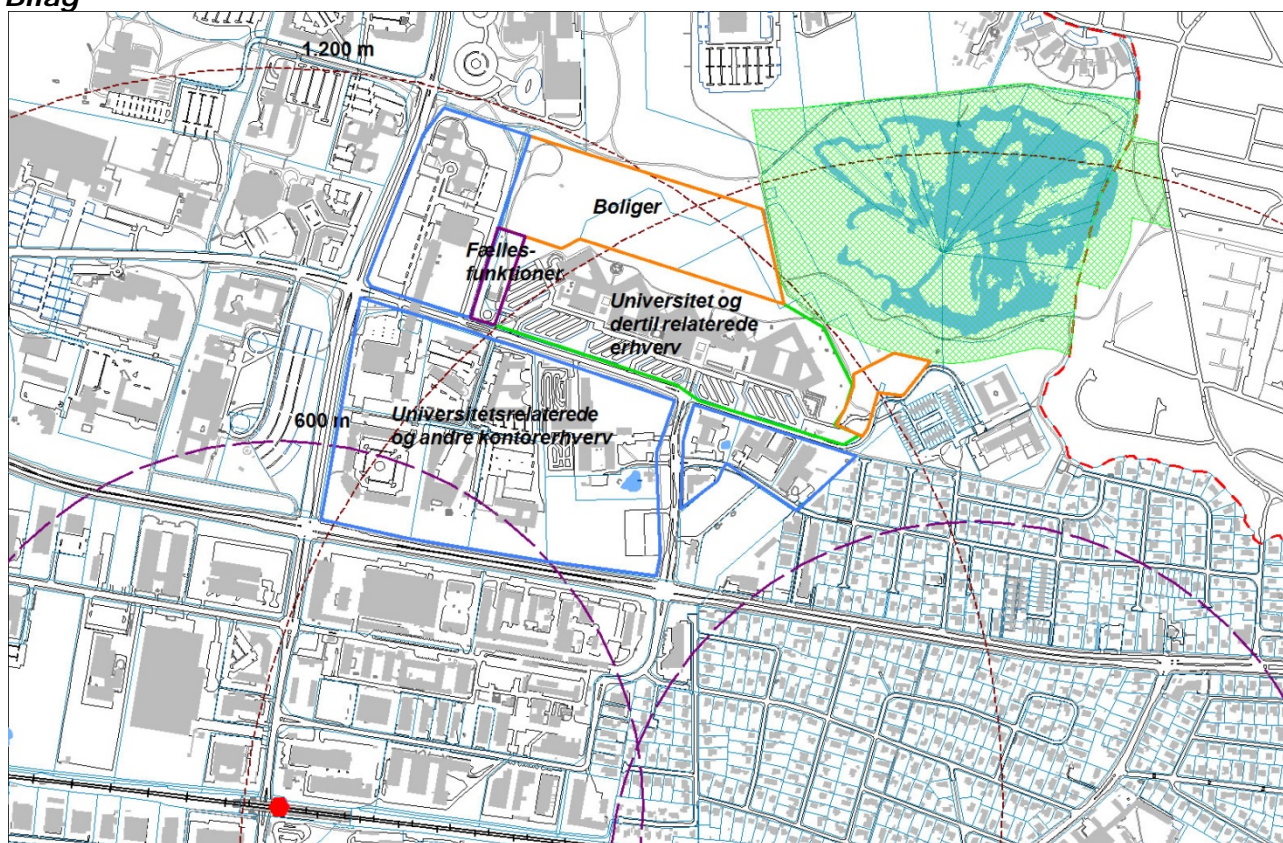 Bilag
1.200 m
Boliger
Fælles-
funktioner
Universitet og
dertil relaterede
erhverv
600 m
Universitetsrelaterede
og andre kontorerhverv